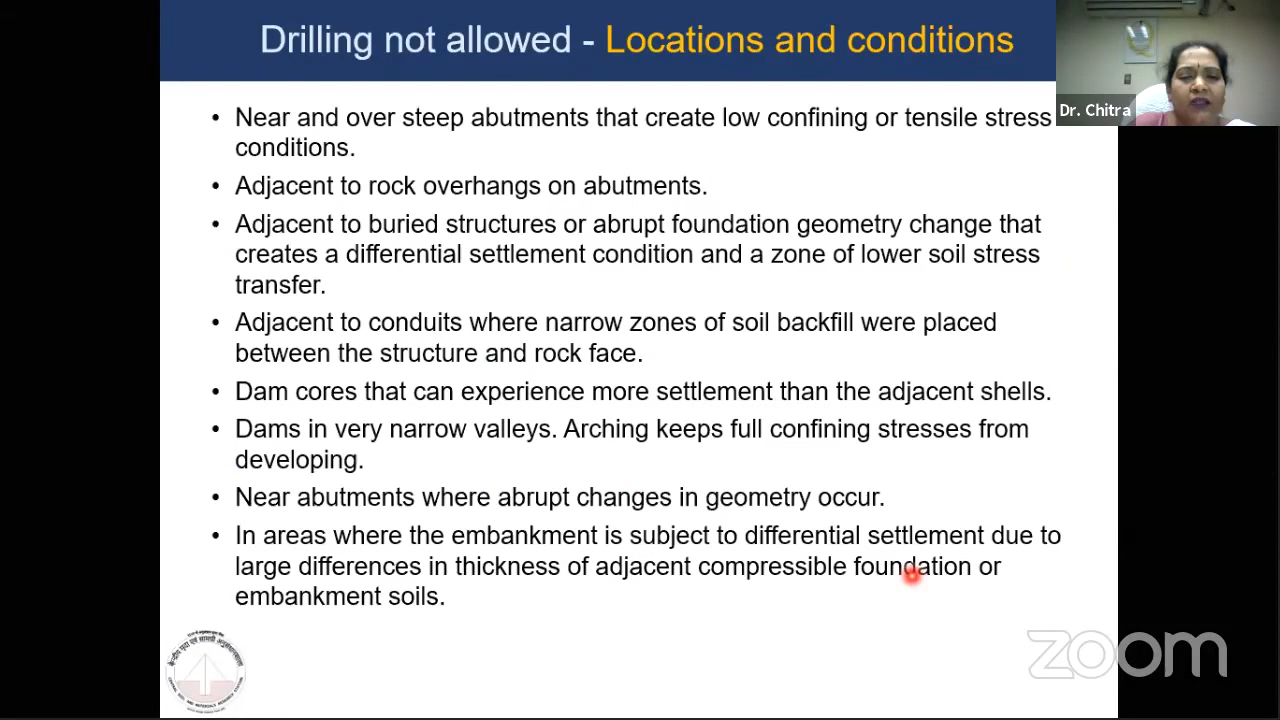 Drilling not allowed - Locations and conditions
Dr. Chitra
• Near and over steep abutments that create low confining or tensile stress
conditions.
• Adjacent to rock overhangs on abutments.
• Adjacent to buried structures or abrupt foundation geometry change that
creates a differential settlement condition and a zone of lower soil stress
transfer.
• Adjacent to conduits where narrow zones of soil backfill were placed
between the structure and rock face.
• Dam cores that can experience more settlement than the adjacent shells.
• Dams in very narrow valleys. Arching keeps full confining stresses from
developing.
• Near abutments where abrupt changes in geometry occur.
• In areas where the embankment is subject to differential settlement due to
large differences in thickness of adjacent compressible foundation or
embankment soils.
zoom